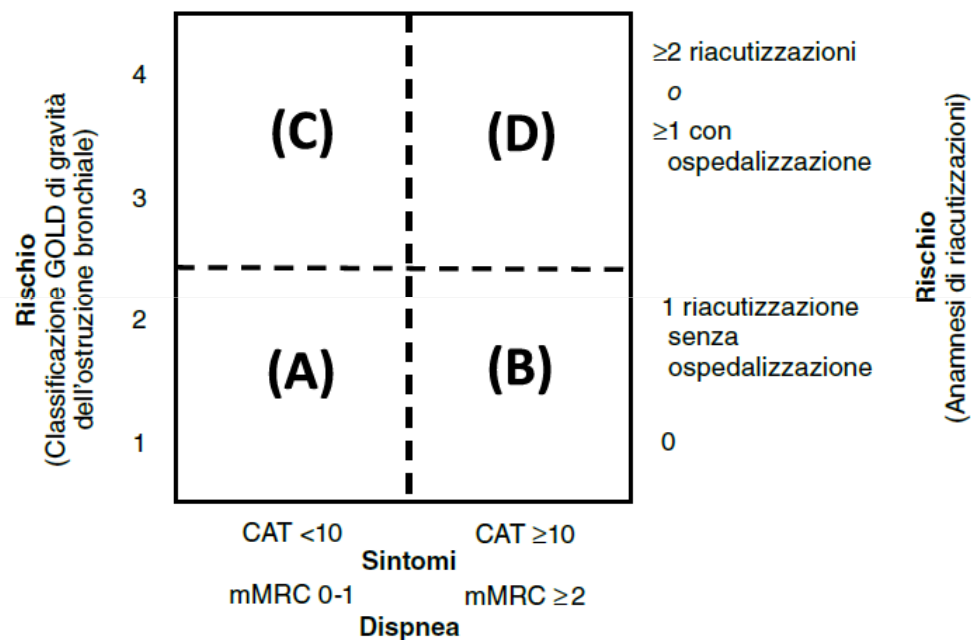 Rischio
(Classificazione GOLD di gravità
dell'ostruzione bronchiale)
4
3
2
1
(C)
(D)
(A)
(B)
≥2 riacutizzazioni
o
≥1 con
ospedalizzazione
1 riacutizzazione
senza
ospedalizzazione
0
Rischio
(Anamnesi di riacutizzazioni)
CAT <10
CAT ≥10
Sintomi
mMRC 0-1
mMRC ≥2
Dispnea